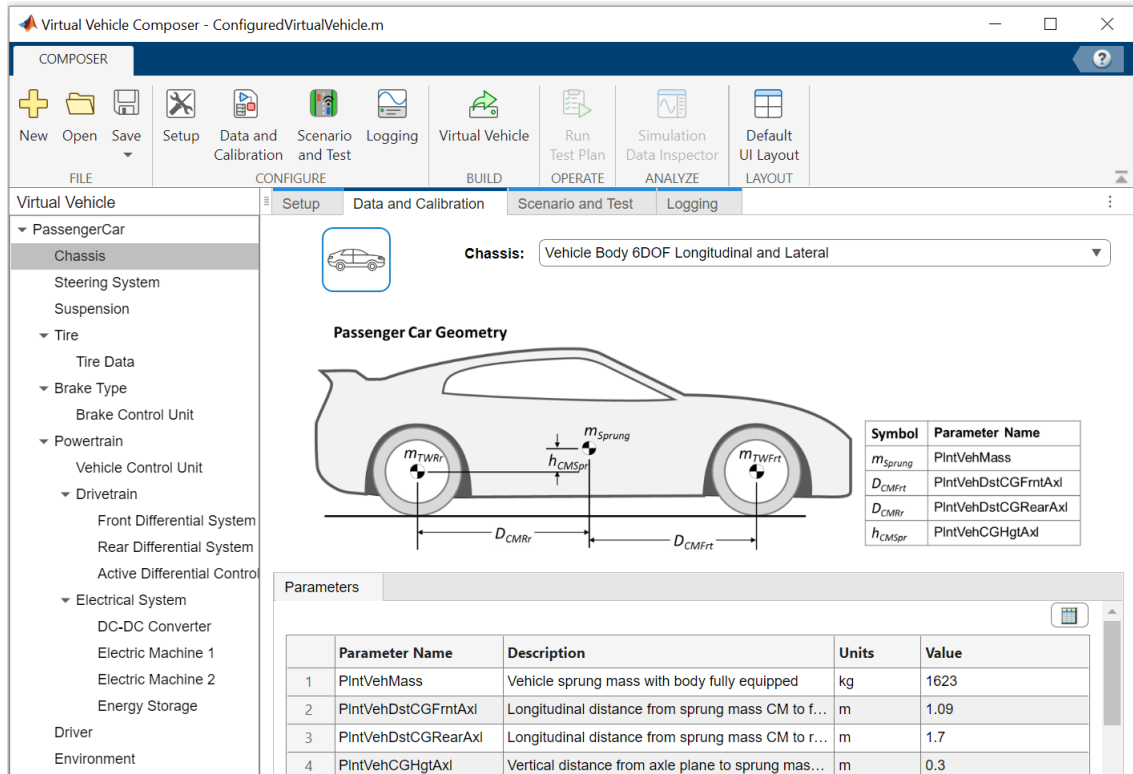 Virtual Vehicle Composer - ConfiguredVirtualVehicle.m
COMPOSER
?
New
Open
Save
Setup
Data and
Calibration
Scenario
and Test
Logging
Virtual Vehicle
Run
Test Plan
Simulation
Data Inspector
Default
UI Layout
FILE
CONFIGURE
BUILD
OPERATE
ANALYZE
LAYOUT
Virtual Vehicle
PassengerCar
Chassis
Steering System
Suspension
Tire
Tire Data
Brake Type
Brake Control Unit
Powertrain
Vehicle Control Unit
Drivetrain
Front Differential System
Rear Differential System
Active Differential Control
Electrical System
DC-DC Converter
Electric Machine 1
Electric Machine 2
Energy Storage
Driver
Environment
Setup
Data and Calibration
Scenario and Test
Logging
Chassis: Vehicle Body 6DOF Longitudinal and Lateral
Passenger Car Geometry
mSprung
mTWRr
hCMSpr
mTWFrt
DCMRr
DCMFrt
Symbol Parameter Name
mSprung PlntVehMass
DCMFrt PlntVehDstCGFrntAxl
DCMRr PlntVehDstCGRearAxl
hCMSpr PlntVehCGHgtAxl
Parameters
Parameter Name Description Units Value
1 PlntVehMass Vehicle sprung mass with body fully equipped kg 1623
2 PlntVehDstCGFrntAxl Longitudinal distance from sprung mass CM to f... m 1.09
3 PlntVehDstCGRearAxl Longitudinal distance from sprung mass CM to r... m 1.7
4 PlntVehCGHgtAxl Vertical distance from axle plane to sprung mas... m 0.3